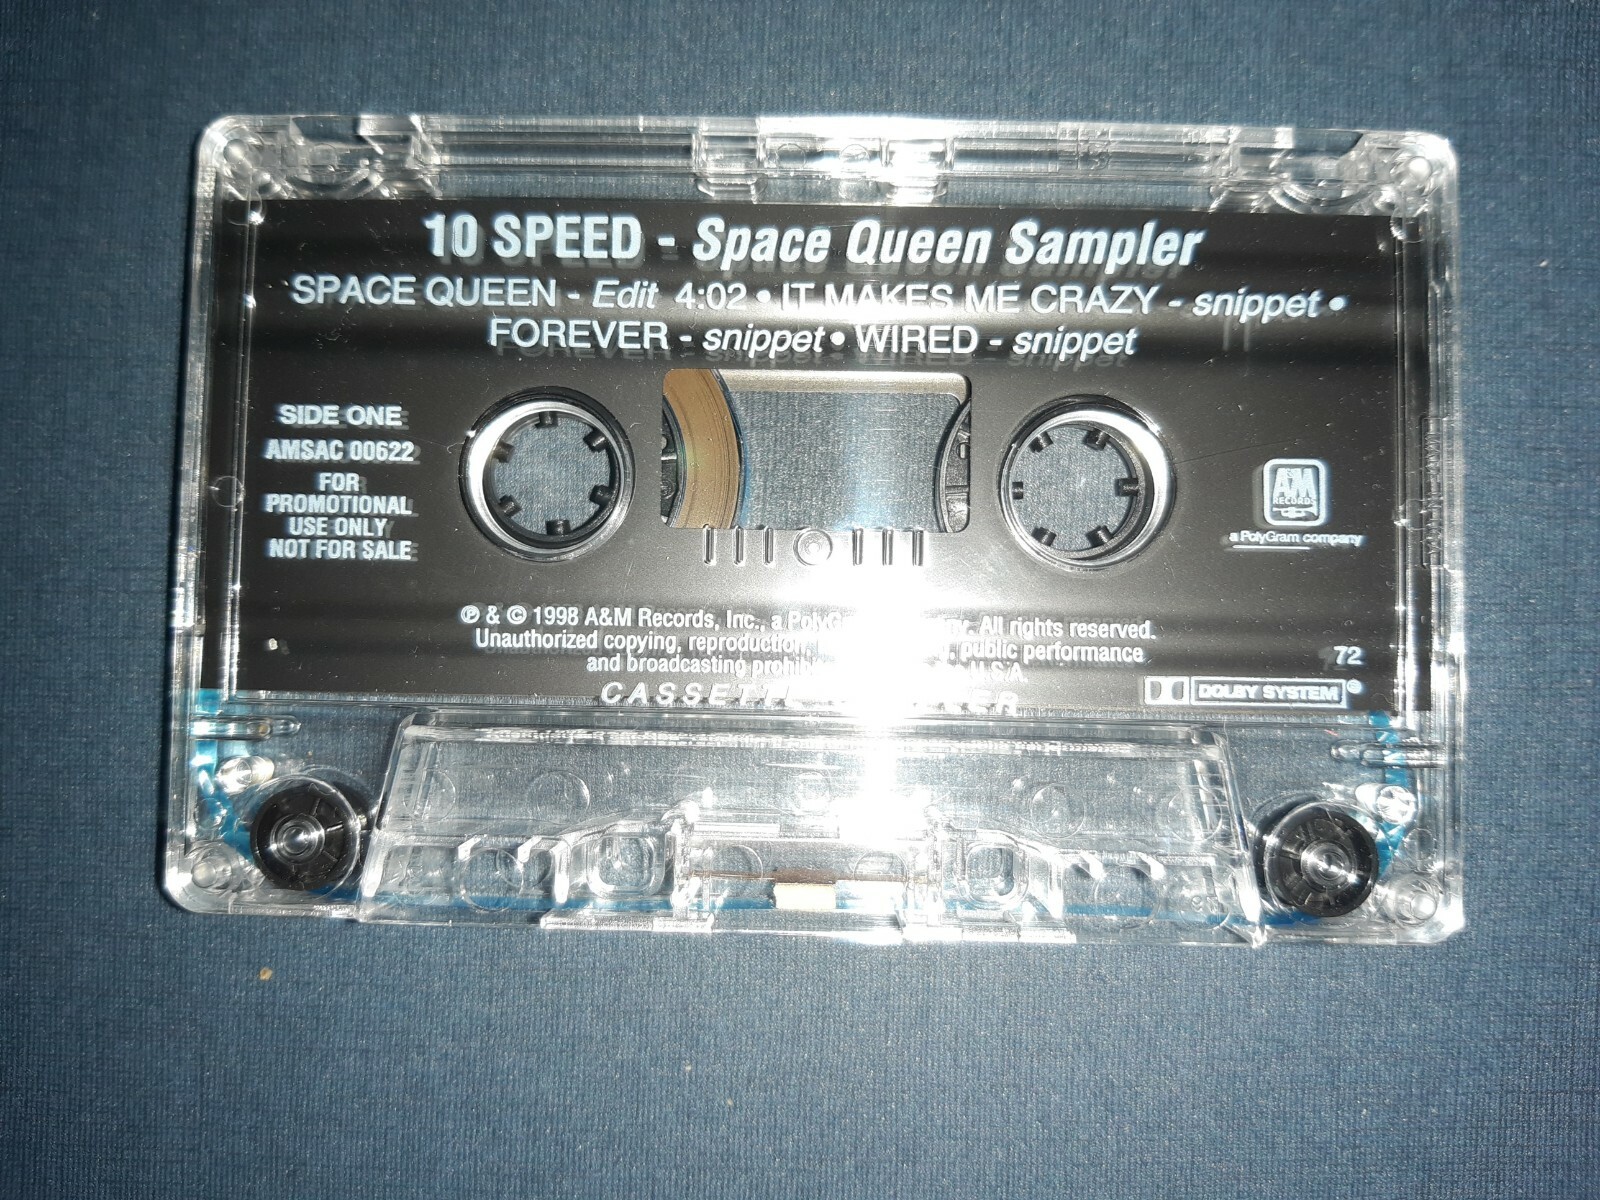 10 SPEED - Space Queen Sampler
SPACE QUEEN - Edit 4:02 • IT MAKES ME CRAZY - snippet •
FOREVER - snippet • WIRED - snippet
SIDE ONE
AMSAC 00622
FOR
PROMOTIONAL
USE ONLY
NOT FOR SALE
A&M
RECORDS
a PolyGram company
℗ & © 1998 A&M Records, Inc., a All rights reserved.
Unauthorized copying, public performance
and broadcasting U.S.A.
72
CASSETTE
DOLBY SYSTEM ®